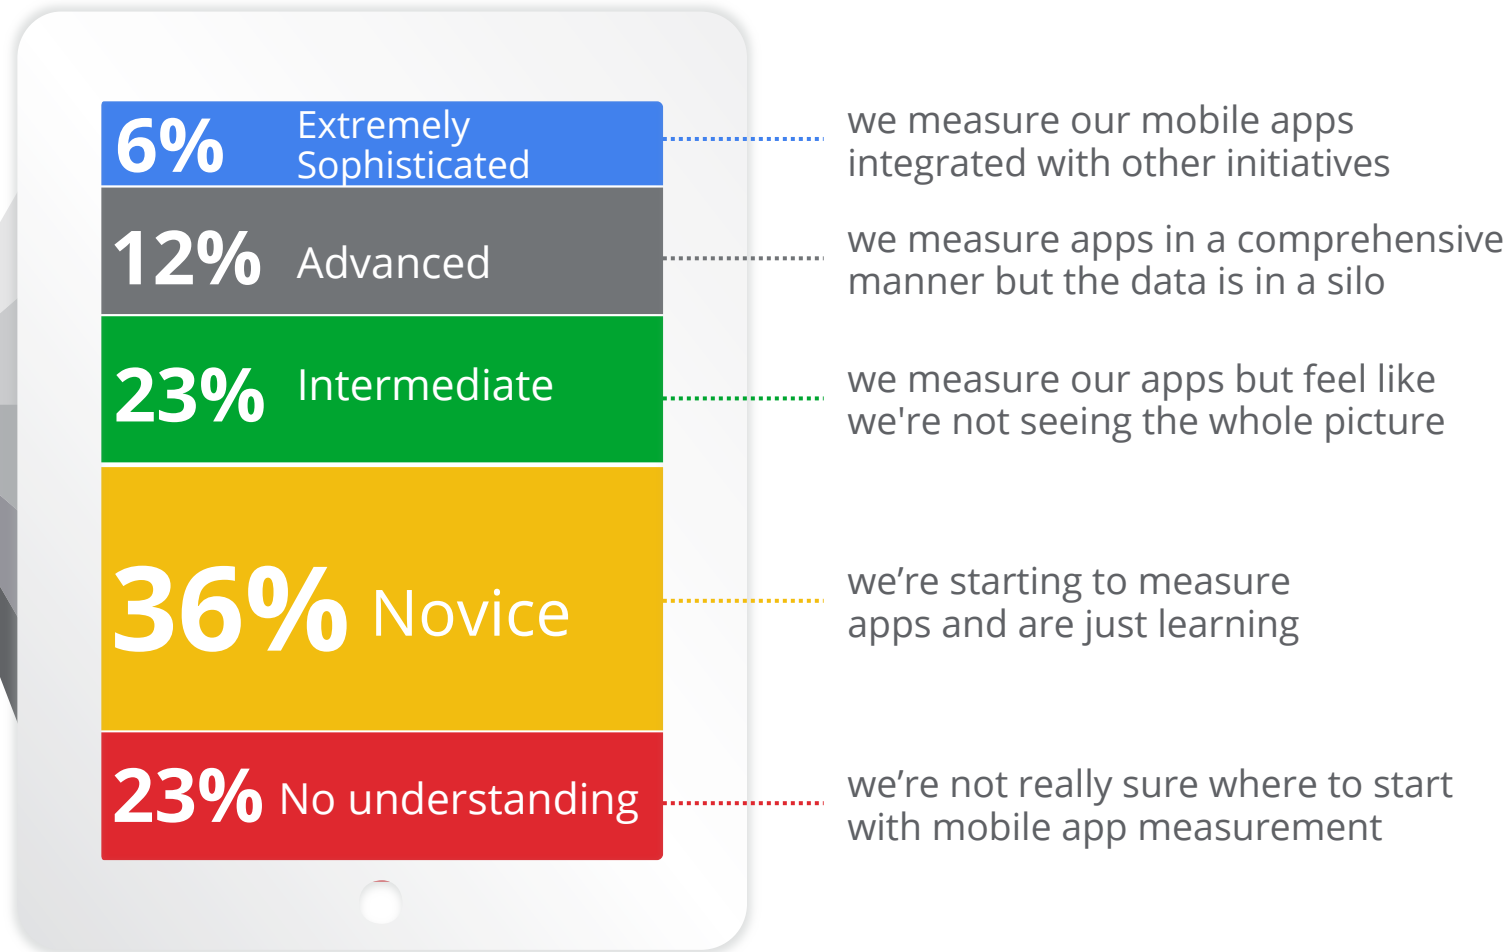 6% Extremely
Sophisticated
we measure our mobile apps
integrated with other initiatives
12% Advanced
we measure apps in a comprehensive
manner but the data is in a silo
23% Intermediate
we measure our apps but feel like
we're not seeing the whole picture
36% Novice
we’re starting to measure
apps and are just learning
23% No understanding
we’re not really sure where to start
with mobile app measurement